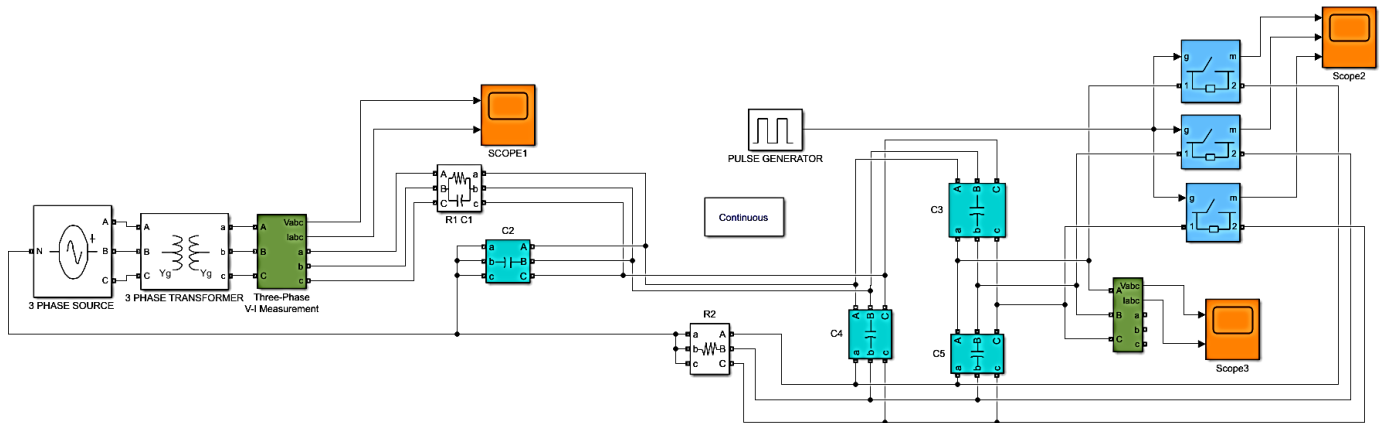 Scope2
g
m
1
2
g
m
1
2
g
m
1
2
SCOPE1
PULSE GENERATOR
Continuous
A
B
C
a
b
c
R1 C1
N
A
B
C
3 PHASE SOURCE
A
B
C
Yg
Yg
a
b
c
3 PHASE TRANSFORMER
A
B
C
Vabc
Iabc
a
b
c
Three-Phase
V-I Measurement
C2
a
b
c
A
B
C
A
B
C
C3
a
b
c
A
B
C
C4
a
b
c
A
B
C
C5
a
b
c
R2
a
b
c
A
B
C
A
B
C
Vabc
Iabc
a
b
c
Scope3